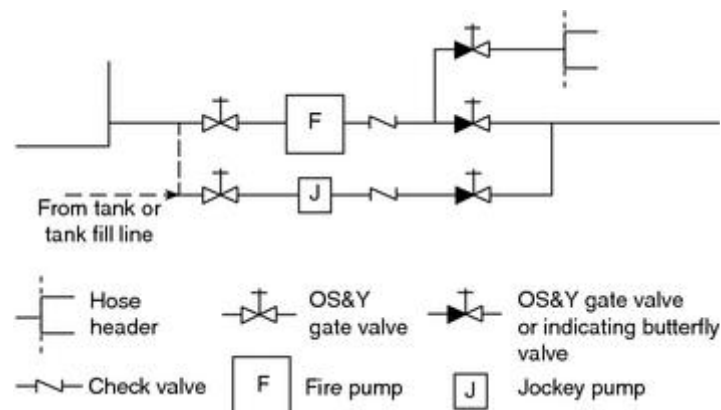 F
J
From tank or
tank fill line
Hose
header
OS&Y
gate valve
OS&Y gate valve
or indicating butterfly
valve
Check valve
F
Fire pump
J
Jockey pump